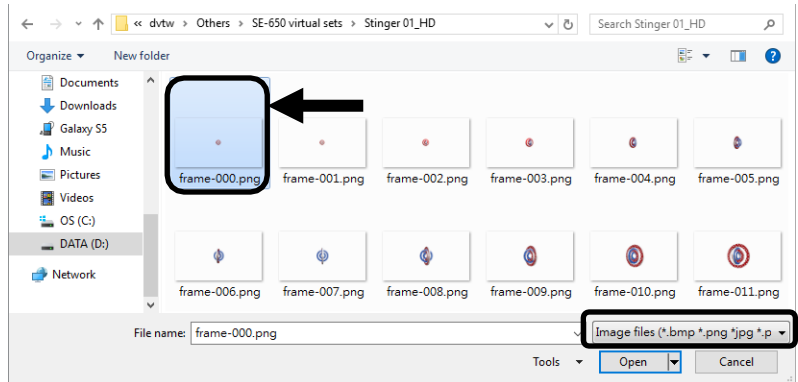 « dvtw › Others › SE-650 virtual sets › Stinger 01_HD
Search Stinger 01_HD
Organize
New folder
?
Documents
Downloads
Galaxy S5
Music
Pictures
Videos
OS (C:)
DATA (D:)
Network
frame-000.png frame-001.png frame-002.png frame-003.png frame-004.png frame-005.png
frame-006.png frame-007.png frame-008.png frame-009.png frame-010.png frame-011.png
File name: frame-000.png
Image files (*.bmp *.png *jpg *.p
Tools Open Cancel